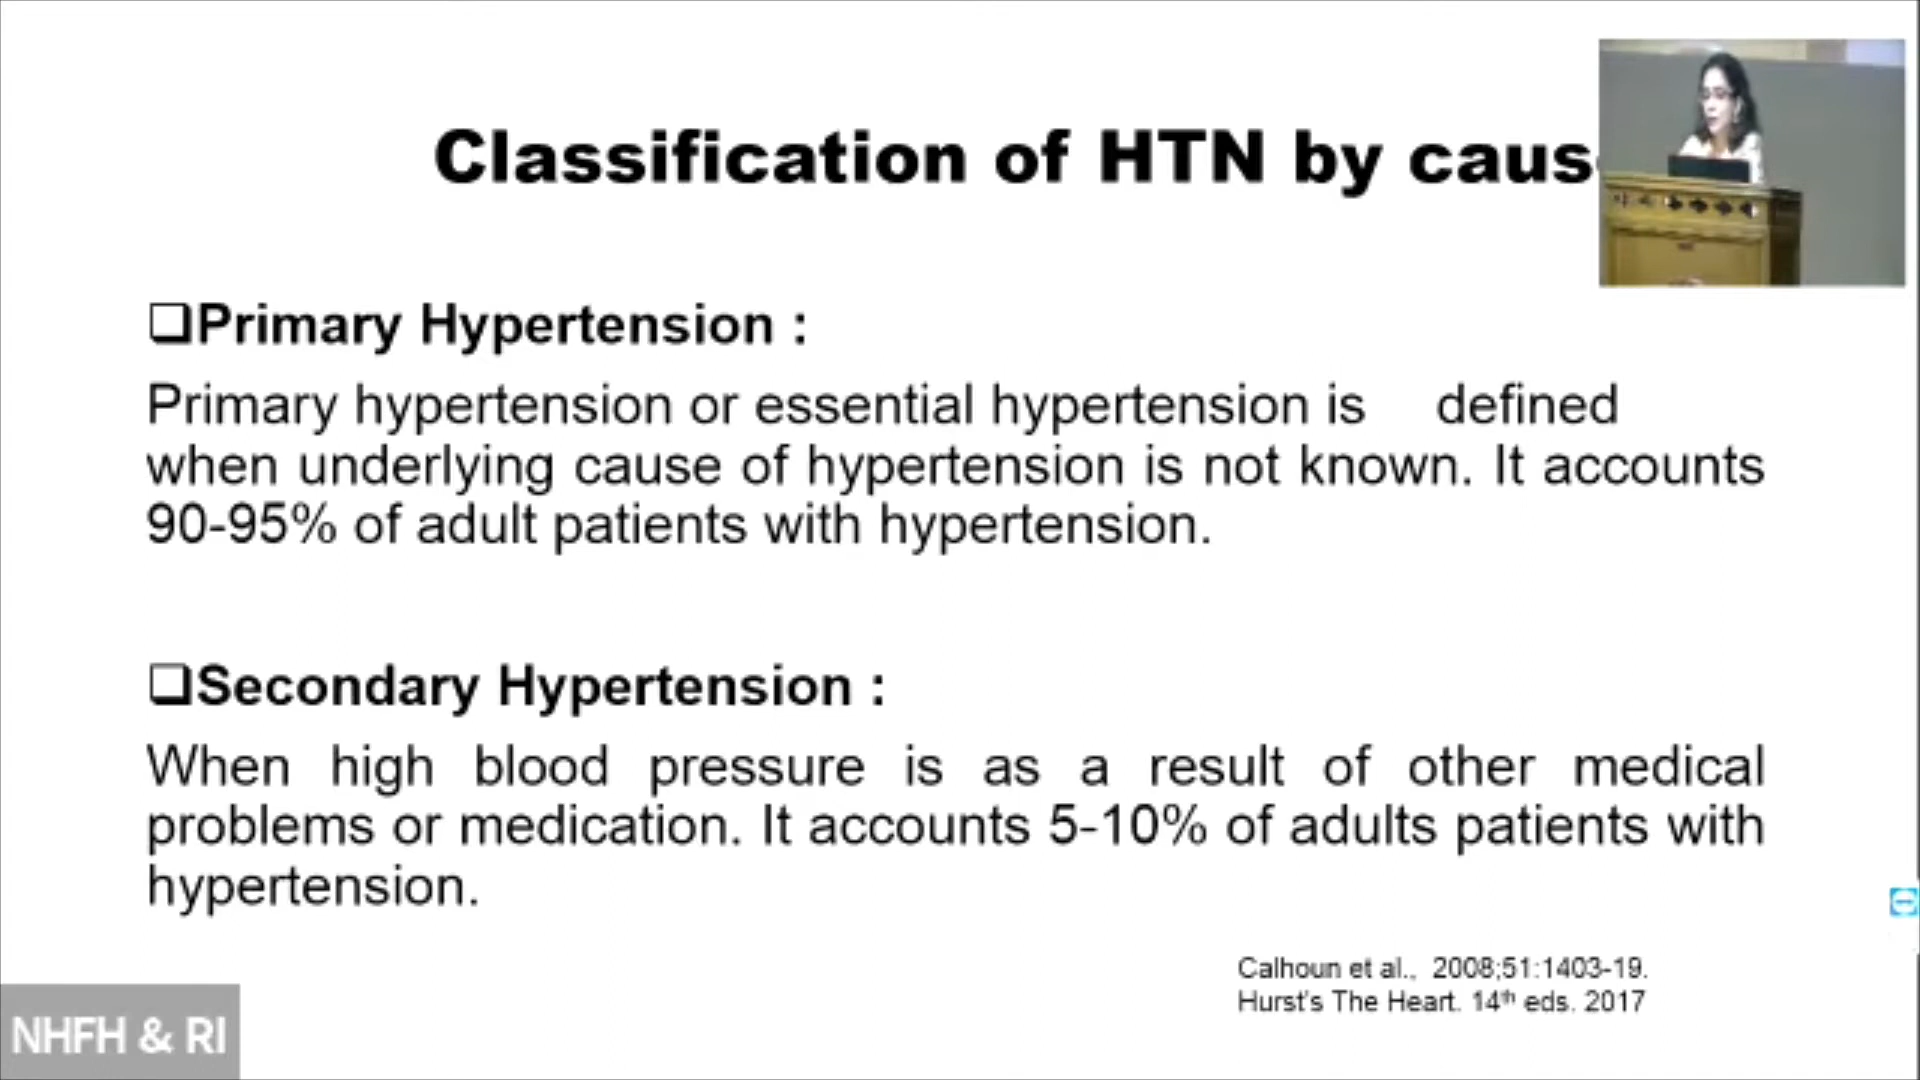 Classification of HTN by caus
❑Primary Hypertension :
Primary hypertension or essential hypertension is defined
when underlying cause of hypertension is not known. It accounts
90-95% of adult patients with hypertension.
❑Secondary Hypertension :
When high blood pressure is as a result of other medical
problems or medication. It accounts 5-10% of adults patients with
hypertension.
Calhoun et al., 2008;51:1403-19.
Hurst's The Heart. 14th eds. 2017
NHFH & RI